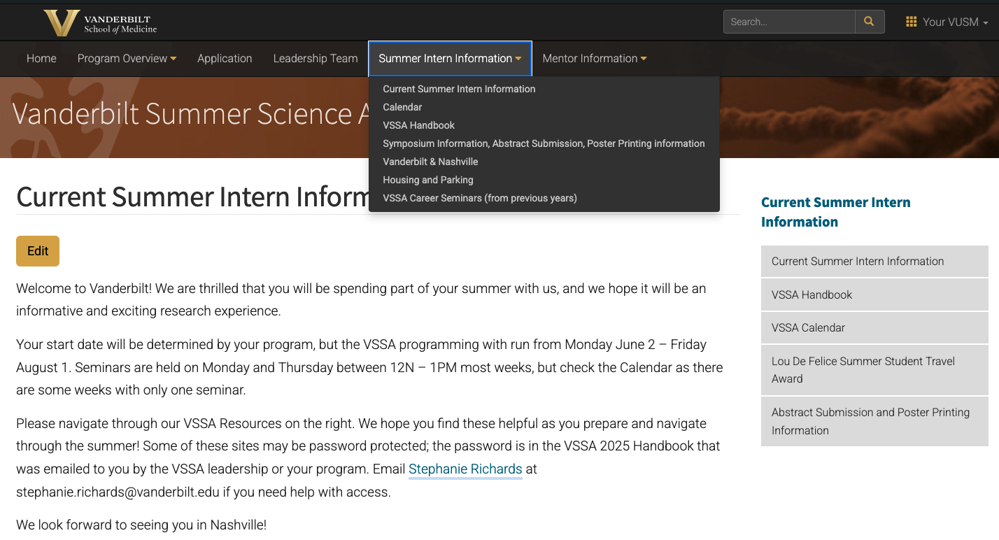 VANDERBILT
School of Medicine
Search...
Your VUSM
Home
Program Overview
Application
Leadership Team
Summer Intern Information
Mentor Information
Vanderbilt Summer Science A
Current Summer Intern Information
Calendar
VSSA Handbook
Symposium Information, Abstract Submission, Poster Printing information
Vanderbilt & Nashville
Housing and Parking
VSSA Career Seminars (from previous years)
Current Summer Intern Inform
Edit
Welcome to Vanderbilt! We are thrilled that you will be spending part of your summer with us, and we hope it will be an
informative and exciting research experience.
Your start date will be determined by your program, but the VSSA programming with run from Monday June 2 – Friday
August 1. Seminars are held on Monday and Thursday between 12N – 1PM most weeks, but check the Calendar as there
are some weeks with only one seminar.
Please navigate through our VSSA Resources on the right. We hope you find these helpful as you prepare and navigate
through the summer! Some of these sites may be password protected; the password is in the VSSA 2025 Handbook that
was emailed to you by the VSSA leadership or your program. Email Stephanie Richards at
stephanie.richards@vanderbilt.edu if you need help with access.
We look forward to seeing you in Nashville!
Current Summer Intern
Information
Current Summer Intern Information
VSSA Handbook
VSSA Calendar
Lou De Felice Summer Student Travel
Award
Abstract Submission and Poster Printing
Information